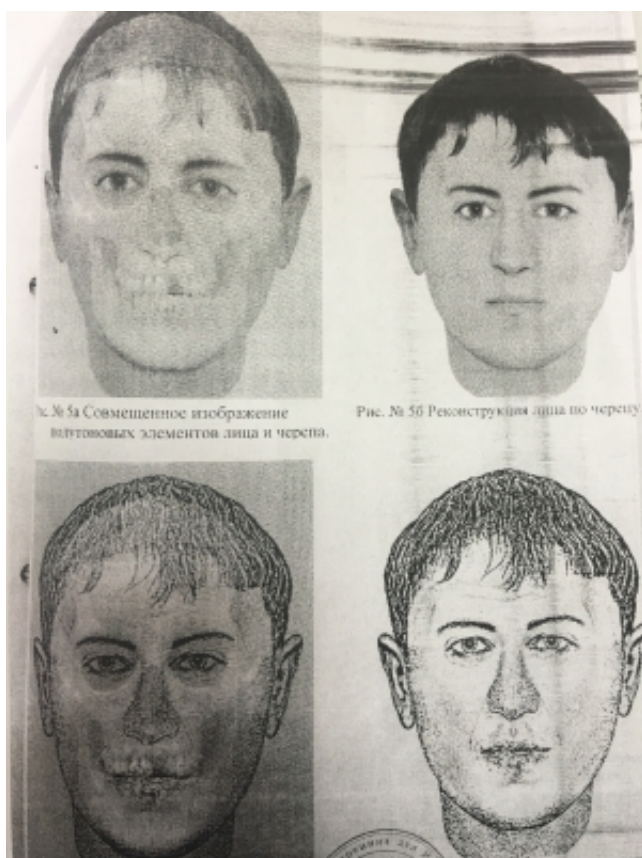 Рис. № 5а Совмещенное изображение
полутоновых элементов лица и черепа.
Рис. № 5б Реконструкция лица по черепу